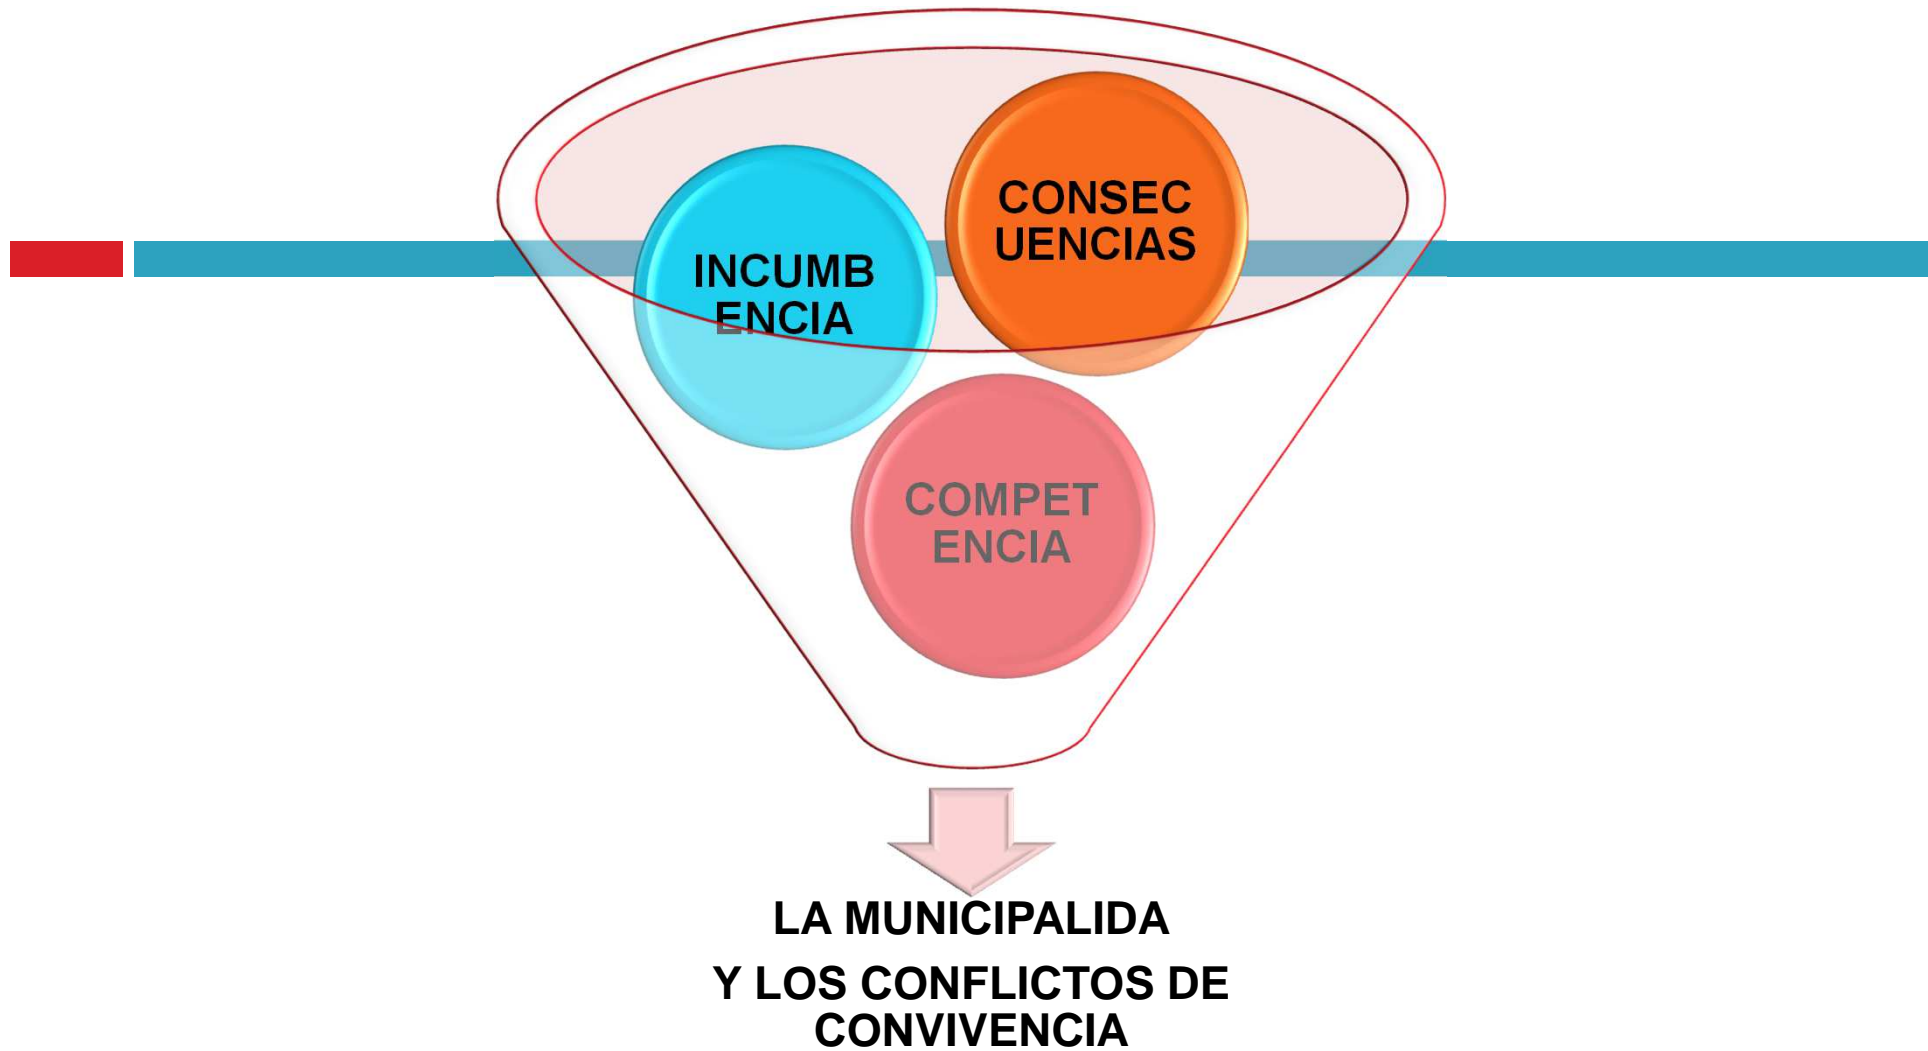 CONSEC
UENCIAS
INCUMB
ENCIA
COMPET
ENCIA
LA MUNICIPALIDA
Y LOS CONFLICTOS DE
CONVIVENCIA